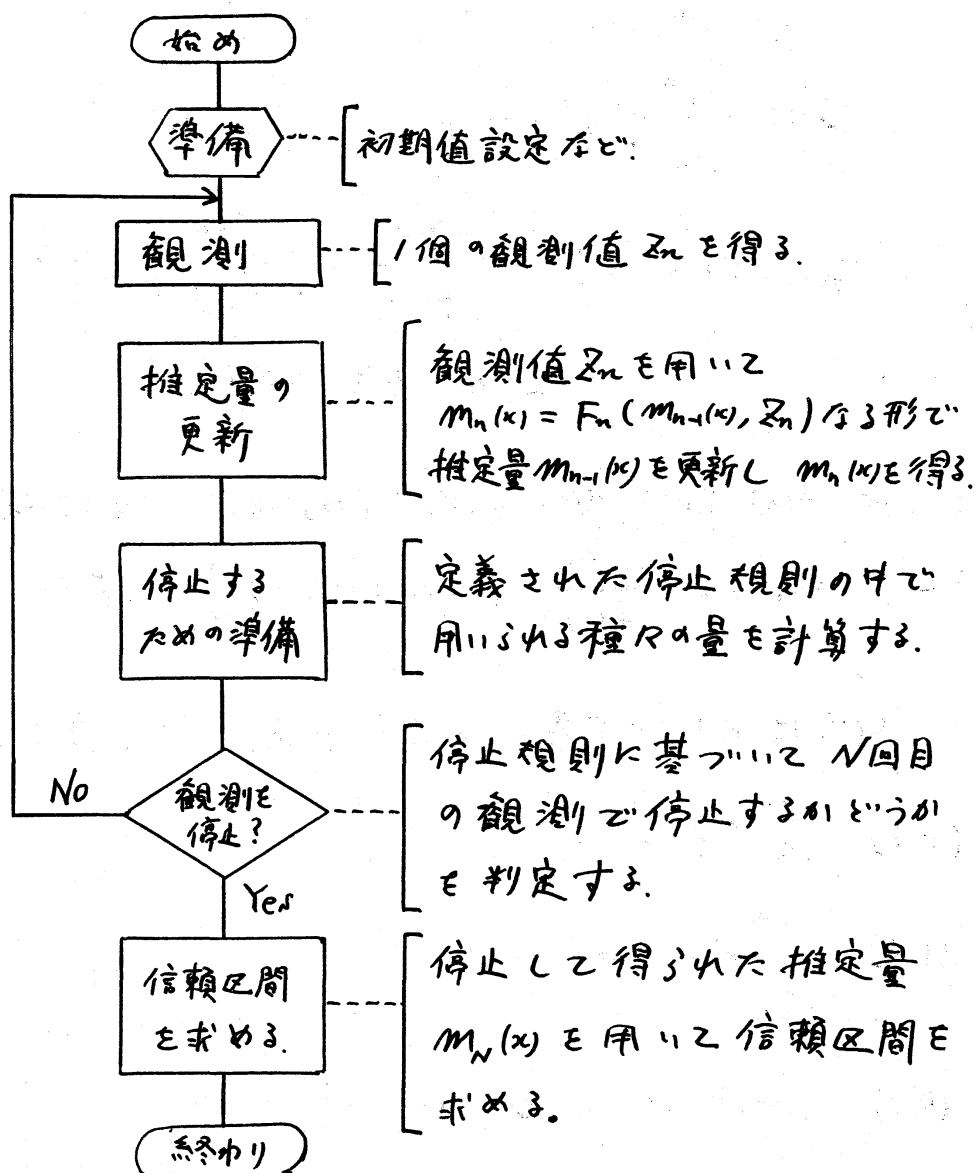 始め
準備
初期値設定など.
観測
1個の観測値 Zn を得る.
推定量の
更新
観測値 Zn を用いて
mn(x) = Fn(mn-1(x), Zn) なる形で
推定量 mn-1(x) を更新し mn(x)を得る.
停止する
ための準備
定義された停止規則の中で
用いられる種々の量を計算する.
観測を
停止?
No
Yes
停止規則に基づいて N回目
の観測で停止するかどうか
を判定する.
信頼区間
を求める.
停止して得られた推定量
mN(x) を用いて信頼区間を
求める。
終わり